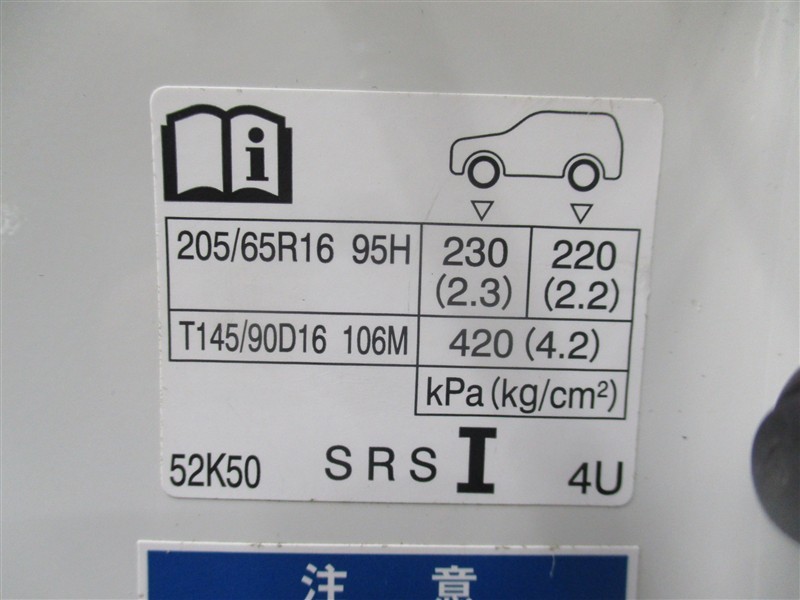 i
205/65R16 95H 230 (2.3) 220 (2.2)
T145/90D16 106M 420 (4.2)
kPa (kg/cm²)
52K50 SRS I 4U
注意